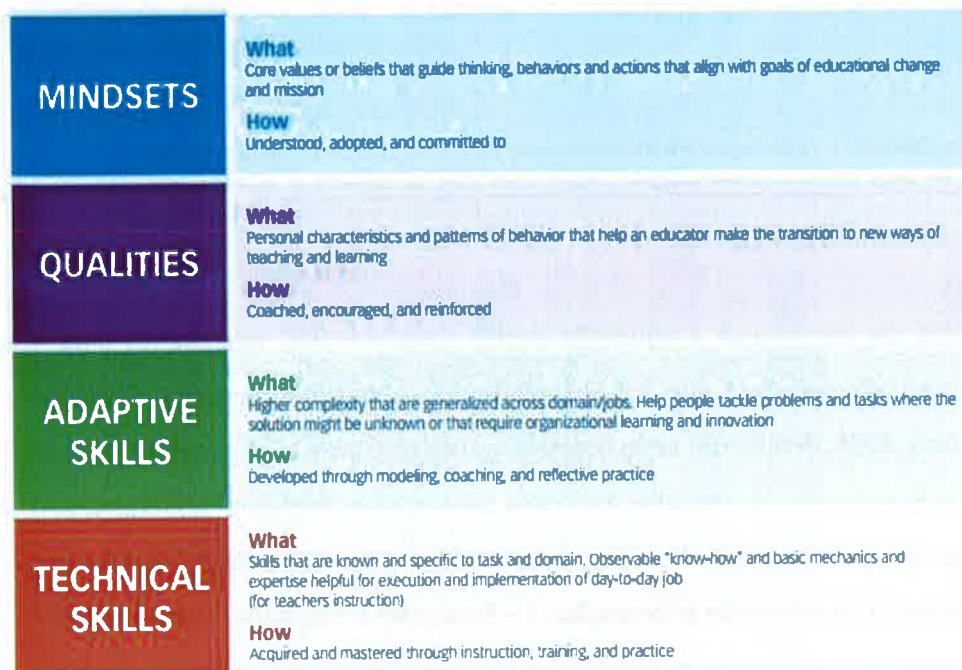 MINDSETS
What
Core values or beliefs that guide thinking, behaviors and actions that align with goals of educational change
and mission
How
Understood, adopted, and committed to
QUALITIES
What
Personal characteristics and patterns of behavior that help an educator make the transition to new ways of
teaching and learning
How
Coached, encouraged, and reinforced
ADAPTIVE
SKILLS
What
Higher complexity that are generalized across domain/jobs. Help people tackle problems and tasks where the
solution might be unknown or that require organizational learning and innovation
How
Developed through modeling, coaching, and reflective practice
TECHNICAL
SKILLS
What
Skills that are known and specific to task and domain. Observable "know-how" and basic mechanics and
expertise helpful for execution and implementation of day-to-day job
(for teachers instruction)
How
Acquired and mastered through instruction, training, and practice